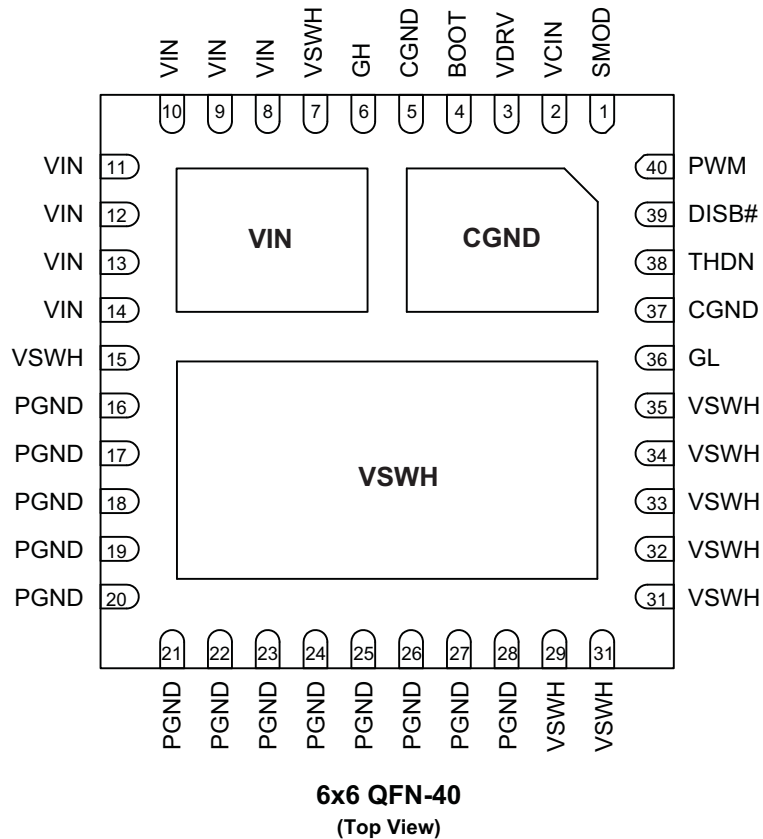 VIN VIN VIN VSWH GH CGND BOOT VDRV VCIN SMOD
10 9 8 7 6 5 4 3 2 1
VIN 11 40 PWM
VIN 12 39 DISB#
VIN 13 38 THDN
VIN 14 37 CGND
VSWH 15 36 GL
PGND 16 35 VSWH
PGND 17 34 VSWH
PGND 18 33 VSWH
PGND 19 32 VSWH
PGND 20 31 VSWH
VIN
CGND
VSWH
21 22 23 24 25 26 27 28 29 31
PGND PGND PGND PGND PGND PGND PGND PGND VSWH VSWH
6x6 QFN-40
(Top View)